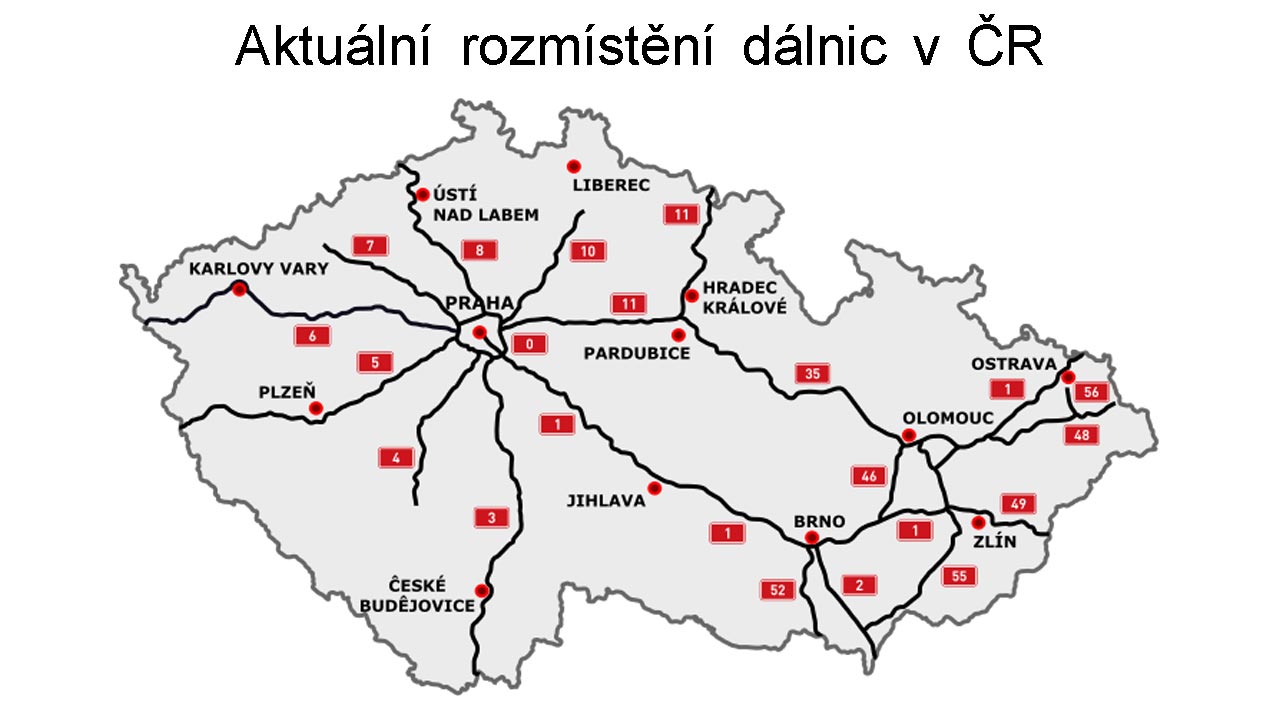 Aktuální rozmístění dálnic v ČR
LIBEREC
ÚSTÍ
NAD LABEM
11
7
8
10
KARLOVY VARY
HRADEC
KRÁLOVÉ
PRAHA
11
6
0
PARDUBICE
5
OSTRAVA
35
1
56
PLZEŇ
OLOMOUC
1
48
4
46
JIHLAVA
49
3
BRNO
1
1
ZLÍN
ČESKÉ
BUDĚJOVICE
52
2
55